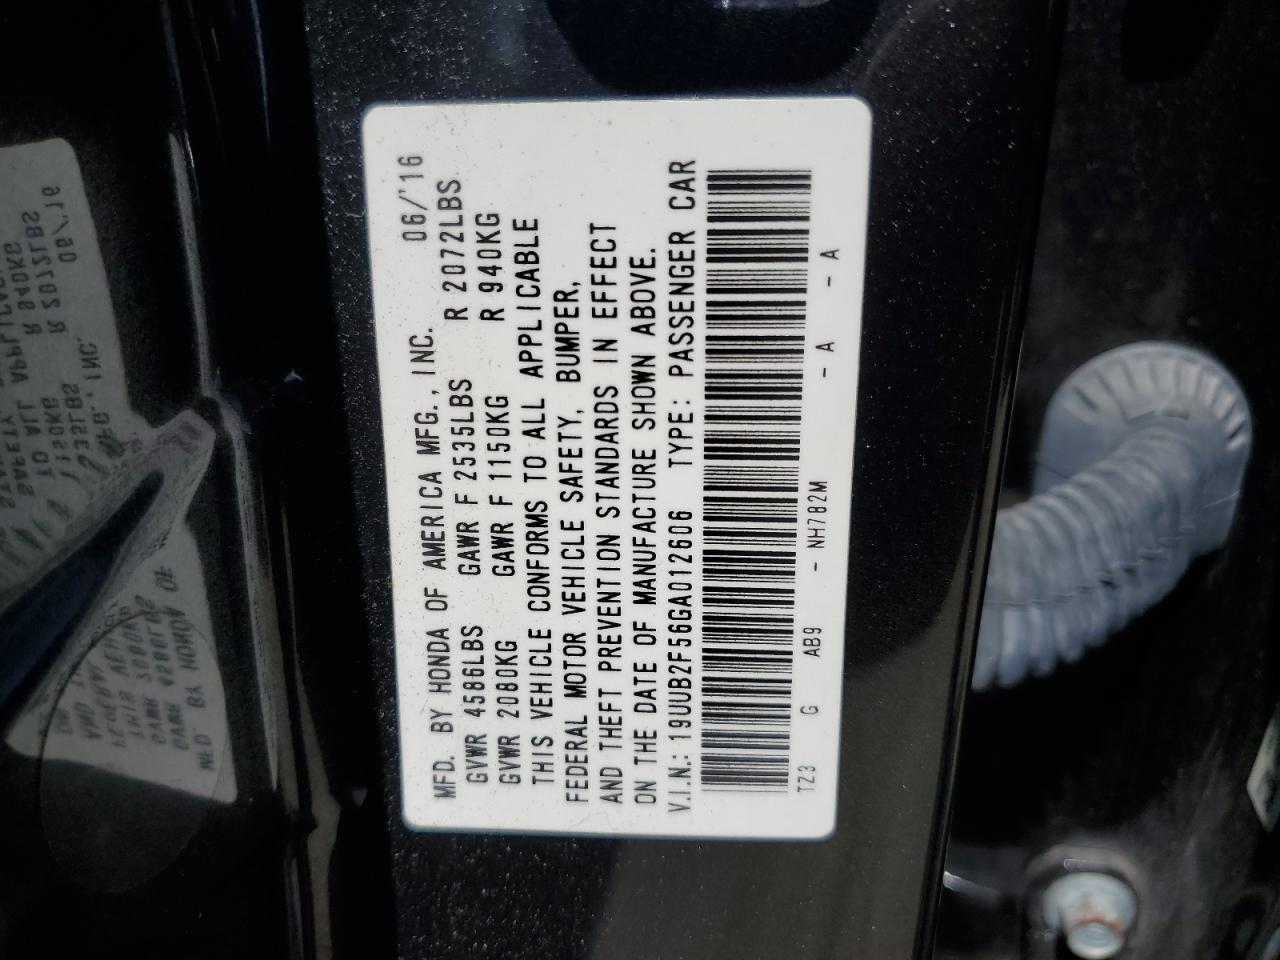 MFD. BY HONDA OF AMERICA MFG., INC. 06/'16
GVWR 4586LBS GAWR F 2535LBS R 2072LBS
GVWR 2080KG GAWR F 1150KG R 940KG
THIS VEHICLE CONFORMS TO ALL APPLICABLE
FEDERAL MOTOR VEHICLE SAFETY, BUMPER,
AND THEFT PREVENTION STANDARDS IN EFFECT
ON THE DATE OF MANUFACTURE SHOWN ABOVE.
V.I.N.: 19UUB2F56GA012606 TYPE: PASSENGER CAR
TZ3 G AB9 - NH782M - A - A